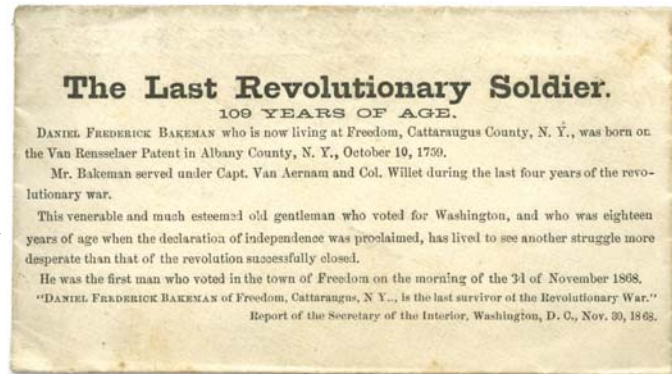 The Last Revolutionary Soldier.
109 YEARS OF AGE.
DANIEL FREDERICK BAKEMAN who is now living at Freedom, Cattaraugus County, N. Y., was born on
the Van Rensselaer Patent in Albany County, N. Y., October 10, 1759.
Mr. Bakeman served under Capt. Van Aernam and Col. Willet during the last four years of the revo-
lutionary war.
This venerable and much esteemed old gentleman who voted for Washington, and who was eighteen
years of age when the declaration of independence was proclaimed, has lived to see another struggle more
desperate than that of the revolution successfully closed.
He was the first man who voted in the town of Freedom on the morning of the 3d of November 1868.
"DANIEL FREDERICK BAKEMAN of Freedom, Cattaraugus, N Y.., is the last survivor of the Revolutionary War."
Report of the Secretary of the Interior, Washington, D. C., Nov. 30, 1868.